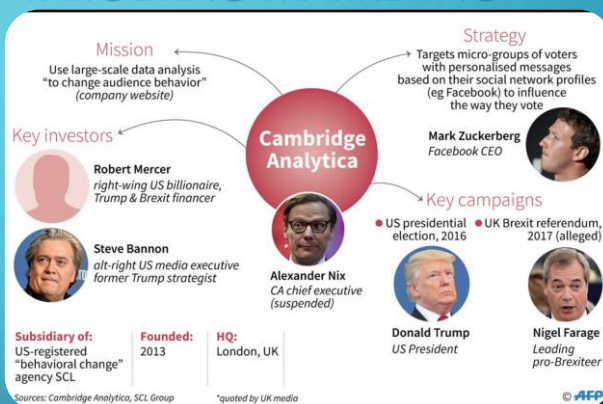 Mission
Use large-scale data analysis
"to change audience behavior"
(company website)
Strategy
Targets micro-groups of voters
with personalised messages
based on their social network profiles
(eg Facebook) to influence
the way they vote
Mark Zuckerberg
Facebook CEO
Cambridge
Analytica
Key investors
Robert Mercer
right-wing US billionaire,
Trump & Brexit financer
Steve Bannon
alt-right US media executive
former Trump strategist
Alexander Nix
CA chief executive
(suspended)
Key campaigns
US presidential
election, 2016
UK Brexit referendum,
2017 (alleged)
Donald Trump
US President
Nigel Farage
Leading
pro-Brexiteer
Subsidiary of:
US-registered
"behavioral change"
agency SCL
Founded:
2013
HQ:
London, UK
Sources: Cambridge Analytica, SCL Group
*quoted by UK media
© AFP